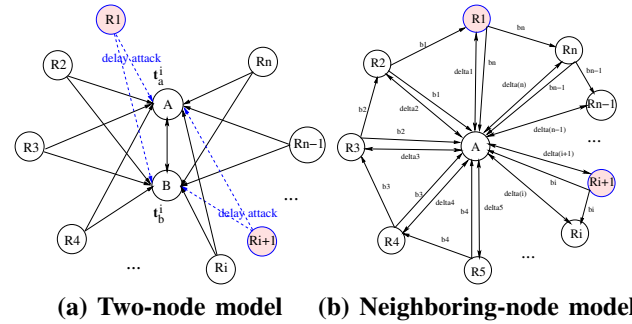 R1
delay attack
t_a^i
R2
Rn
A
R3
Rn−1
B
t_b^i
...
delay attack
R4
Ri+1
Ri
...
(a) Two-node model
R1
b1
bn
R2
Rn
delta1
bn
b1
delta(n)
bn−1
bn−1
delta2
Rn−1
b2
delta(n−1)
b2
...
R3
A
delta3
delta(i+1)
Ri+1
bi
b3
b3
delta4
b4
delta5
delta(i)
bi
R4
Ri
b4
R5
...
(b) Neighboring-node model